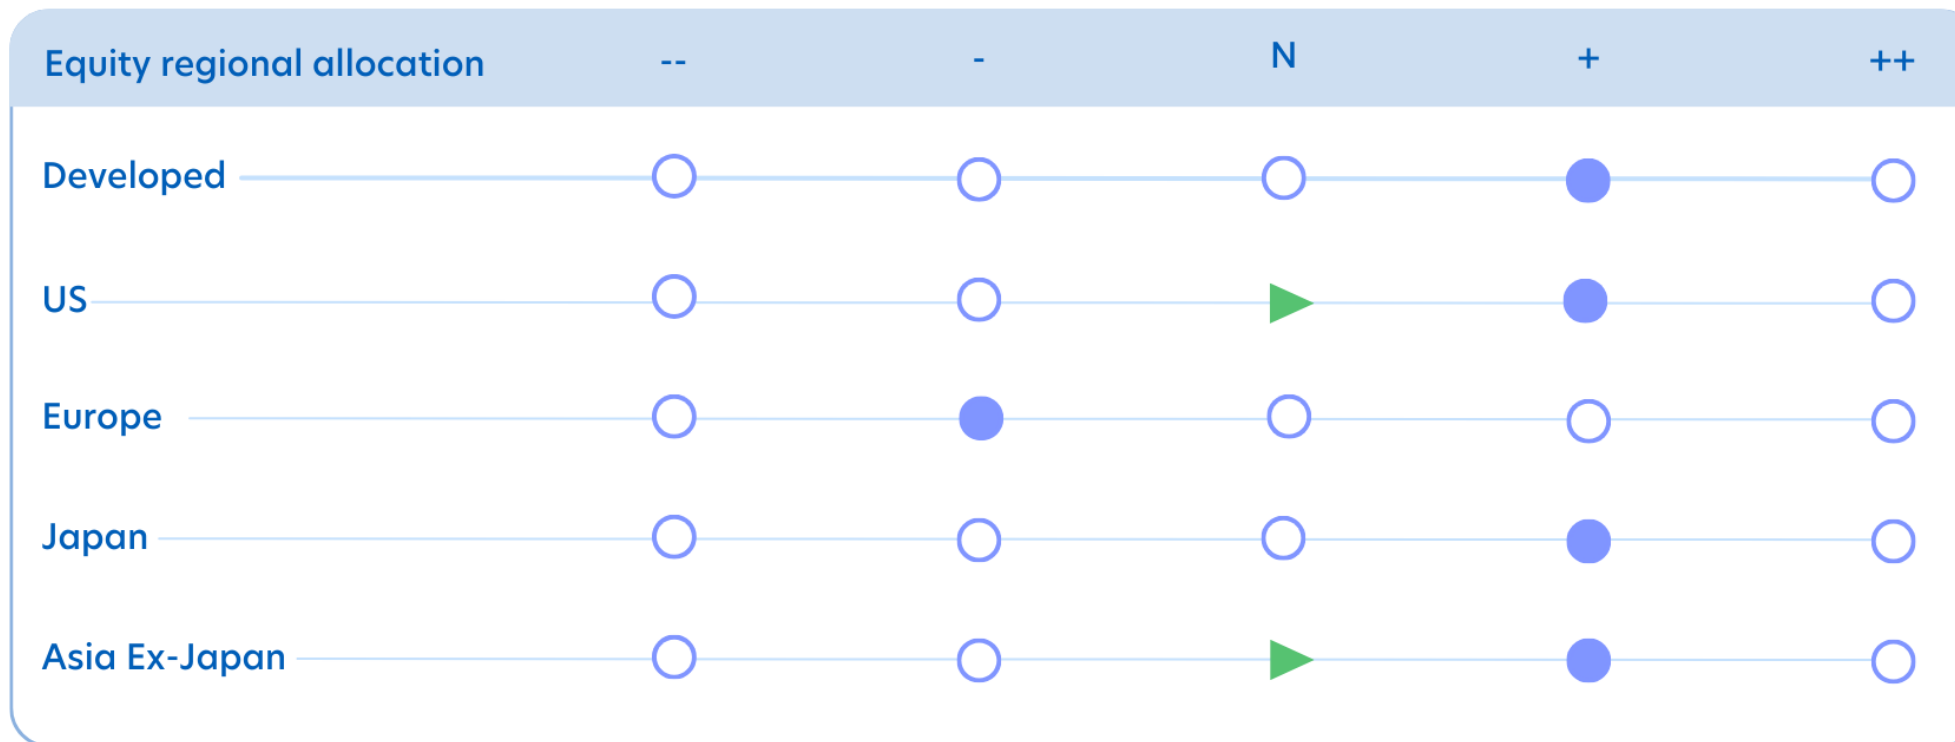 Equity regional allocation -- - N + ++
Developed
US
Europe
Japan
Asia Ex-Japan